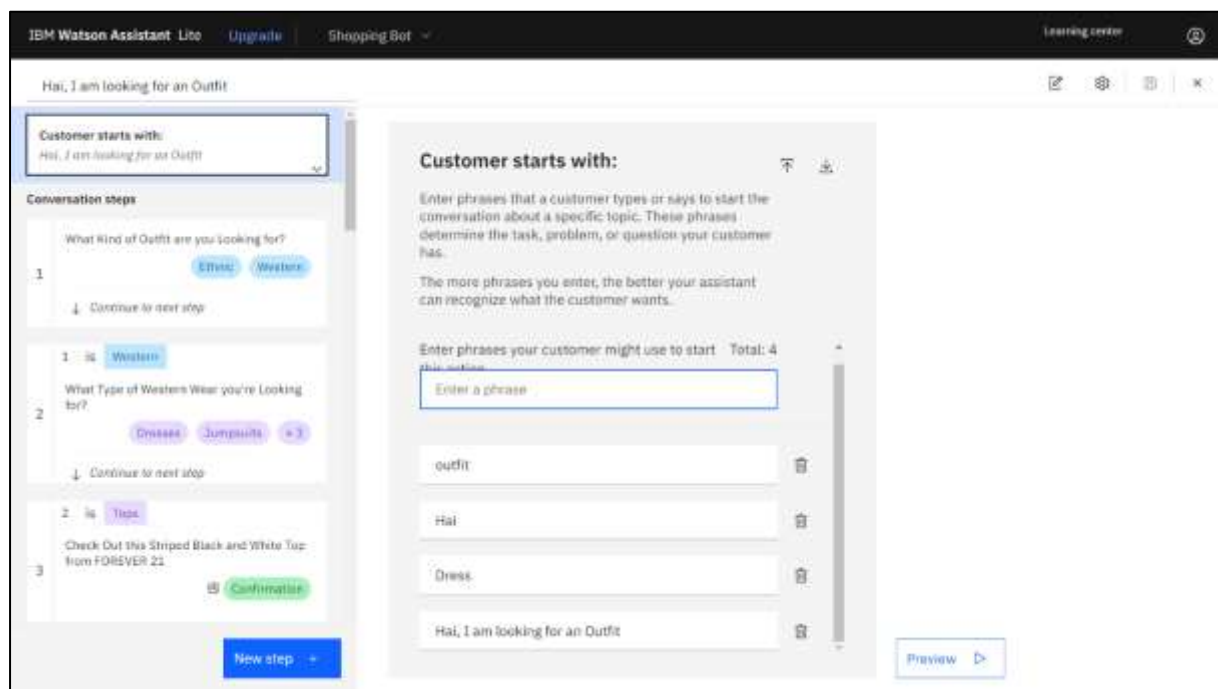 IBM Watson Assistant Lite Upgrade Shopping Bot
Learning center
Hai, I am looking for an Outfit
Customer starts with:
Hai, I am looking for an Outfit
Conversation steps
What Kind of Outfit are you Looking for?
Ethnic Western
1
↓ Continue to next step
1 is Western
What Type of Western Wear you're Looking
for?
2
Dresses Jumpsuits + 3
↓ Continue to next step
2 is Tops
Check Out this Striped Black and White Top
from FOREVER 21
3
Confirmation
New step +
Customer starts with:
Enter phrases that a customer types or says to start the
conversation about a specific topic. These phrases
determine the task, problem, or question your customer
has.
The more phrases you enter, the better your assistant
can recognize what the customer wants.
Enter phrases your customer might use to start Total: 4
this action
Enter a phrase
outfit
Hai
Dress
Hai, I am looking for an Outfit
Preview